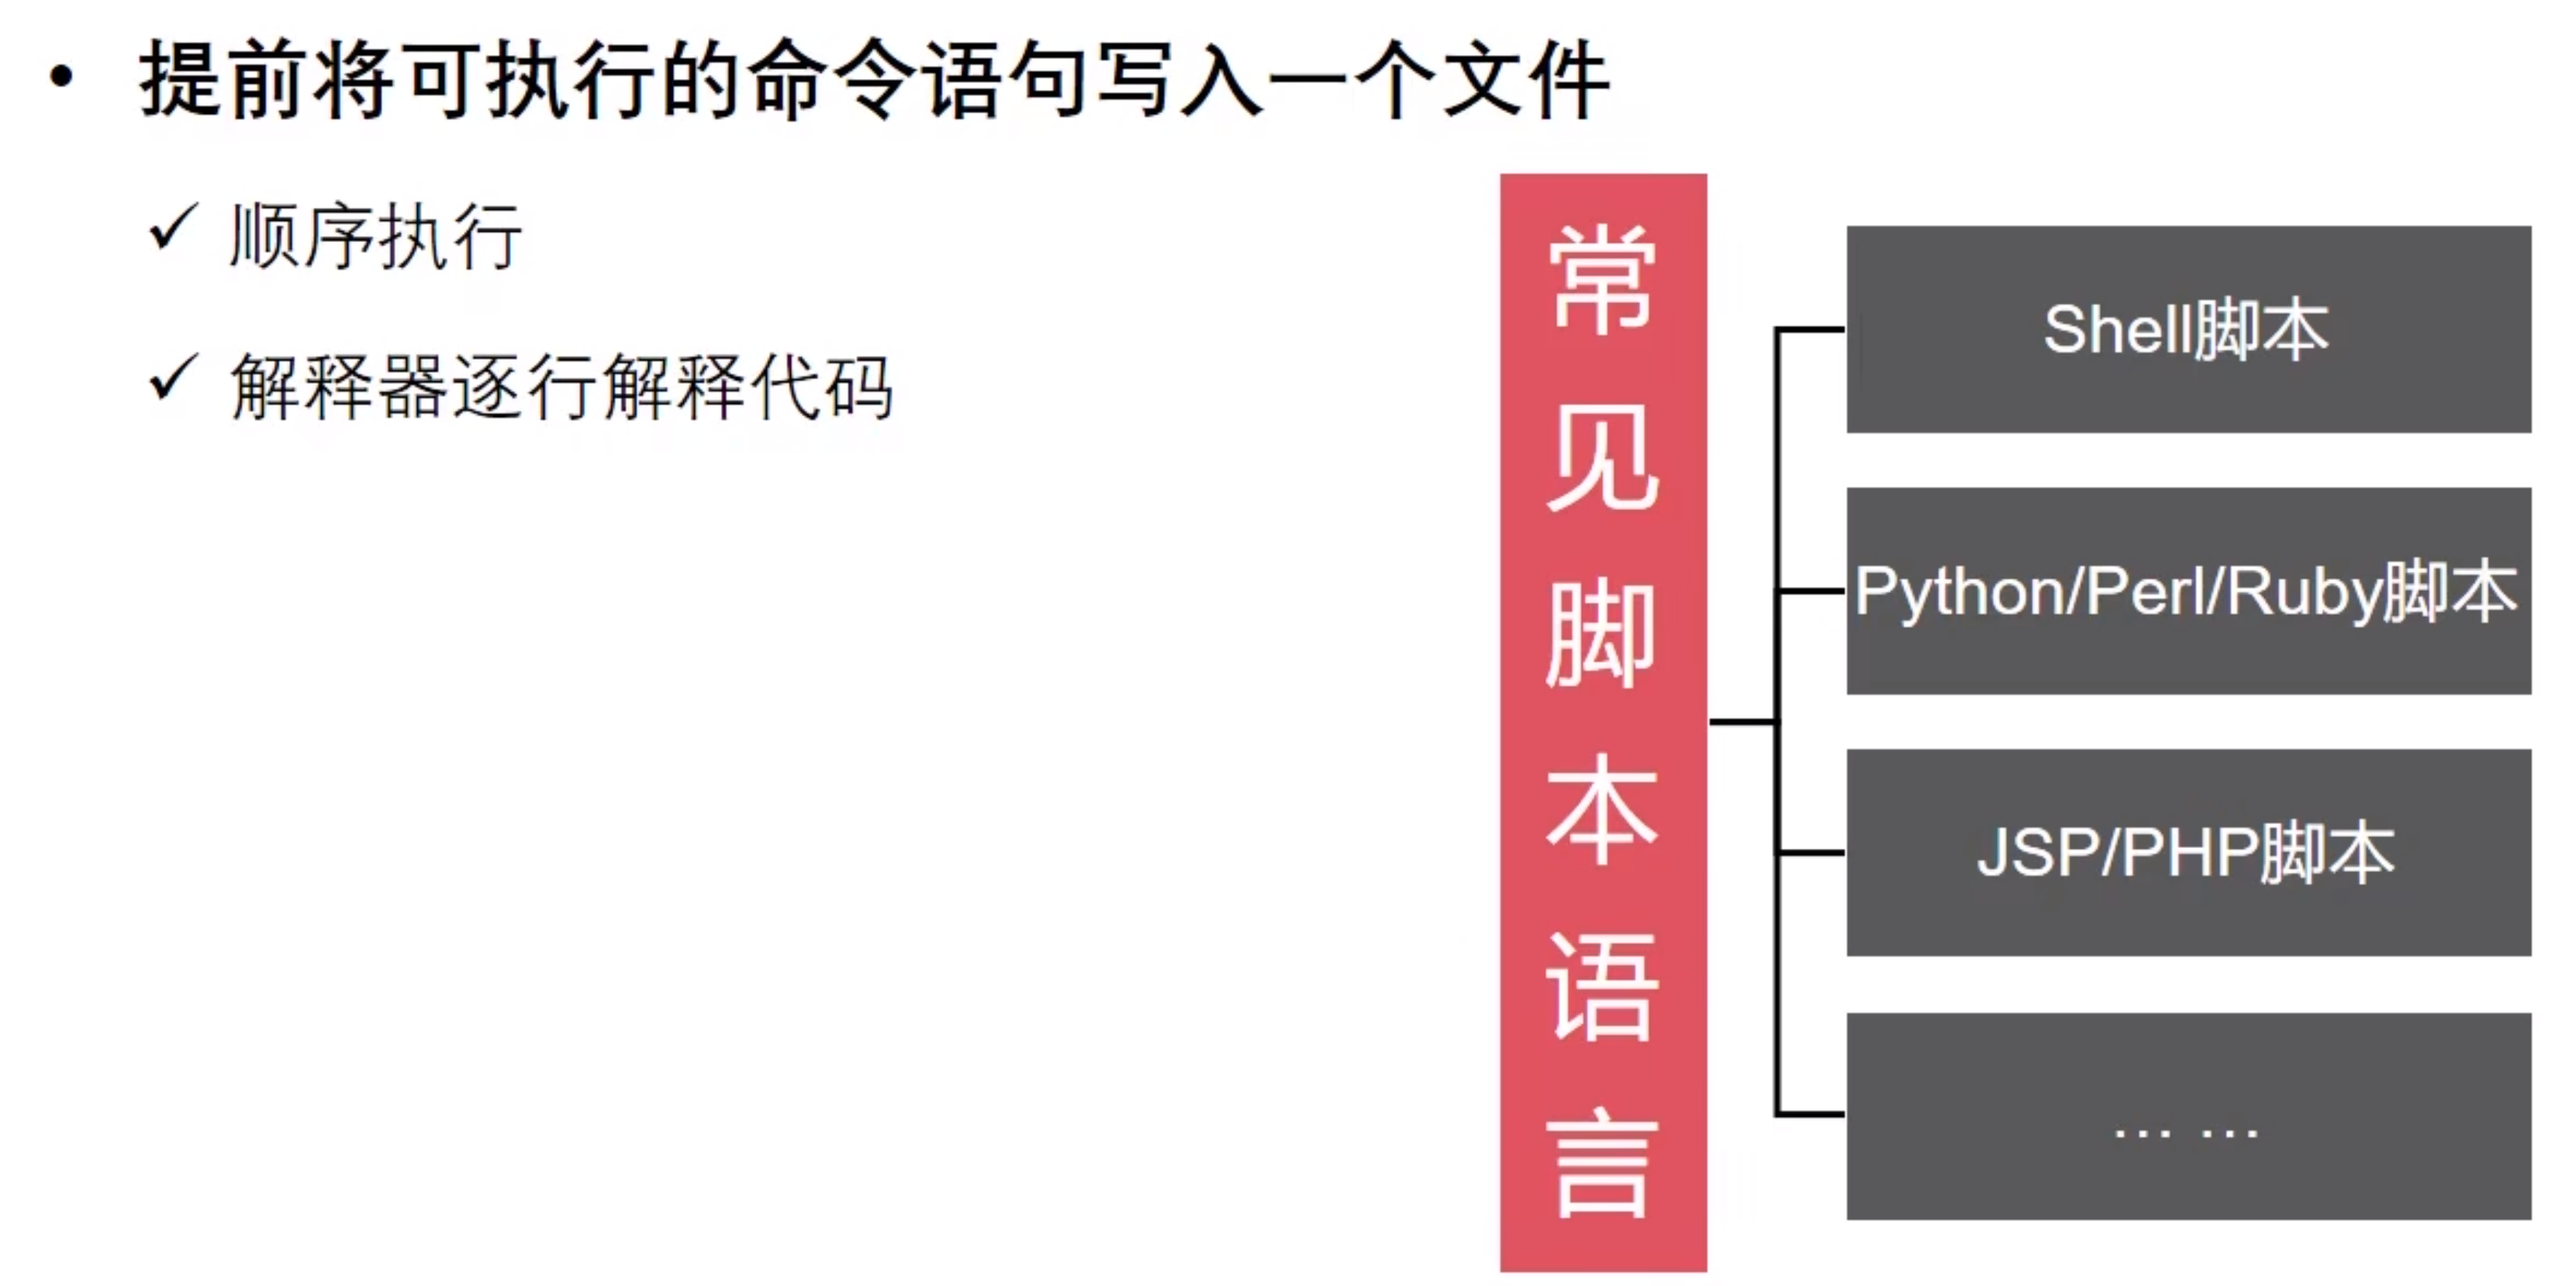 提前将可执行的命令语句写入一个文件
顺序执行
解释器逐行解释代码
常见脚本语言
Shell脚本
Python/Perl/Ruby脚本
JSP/PHP脚本
… …